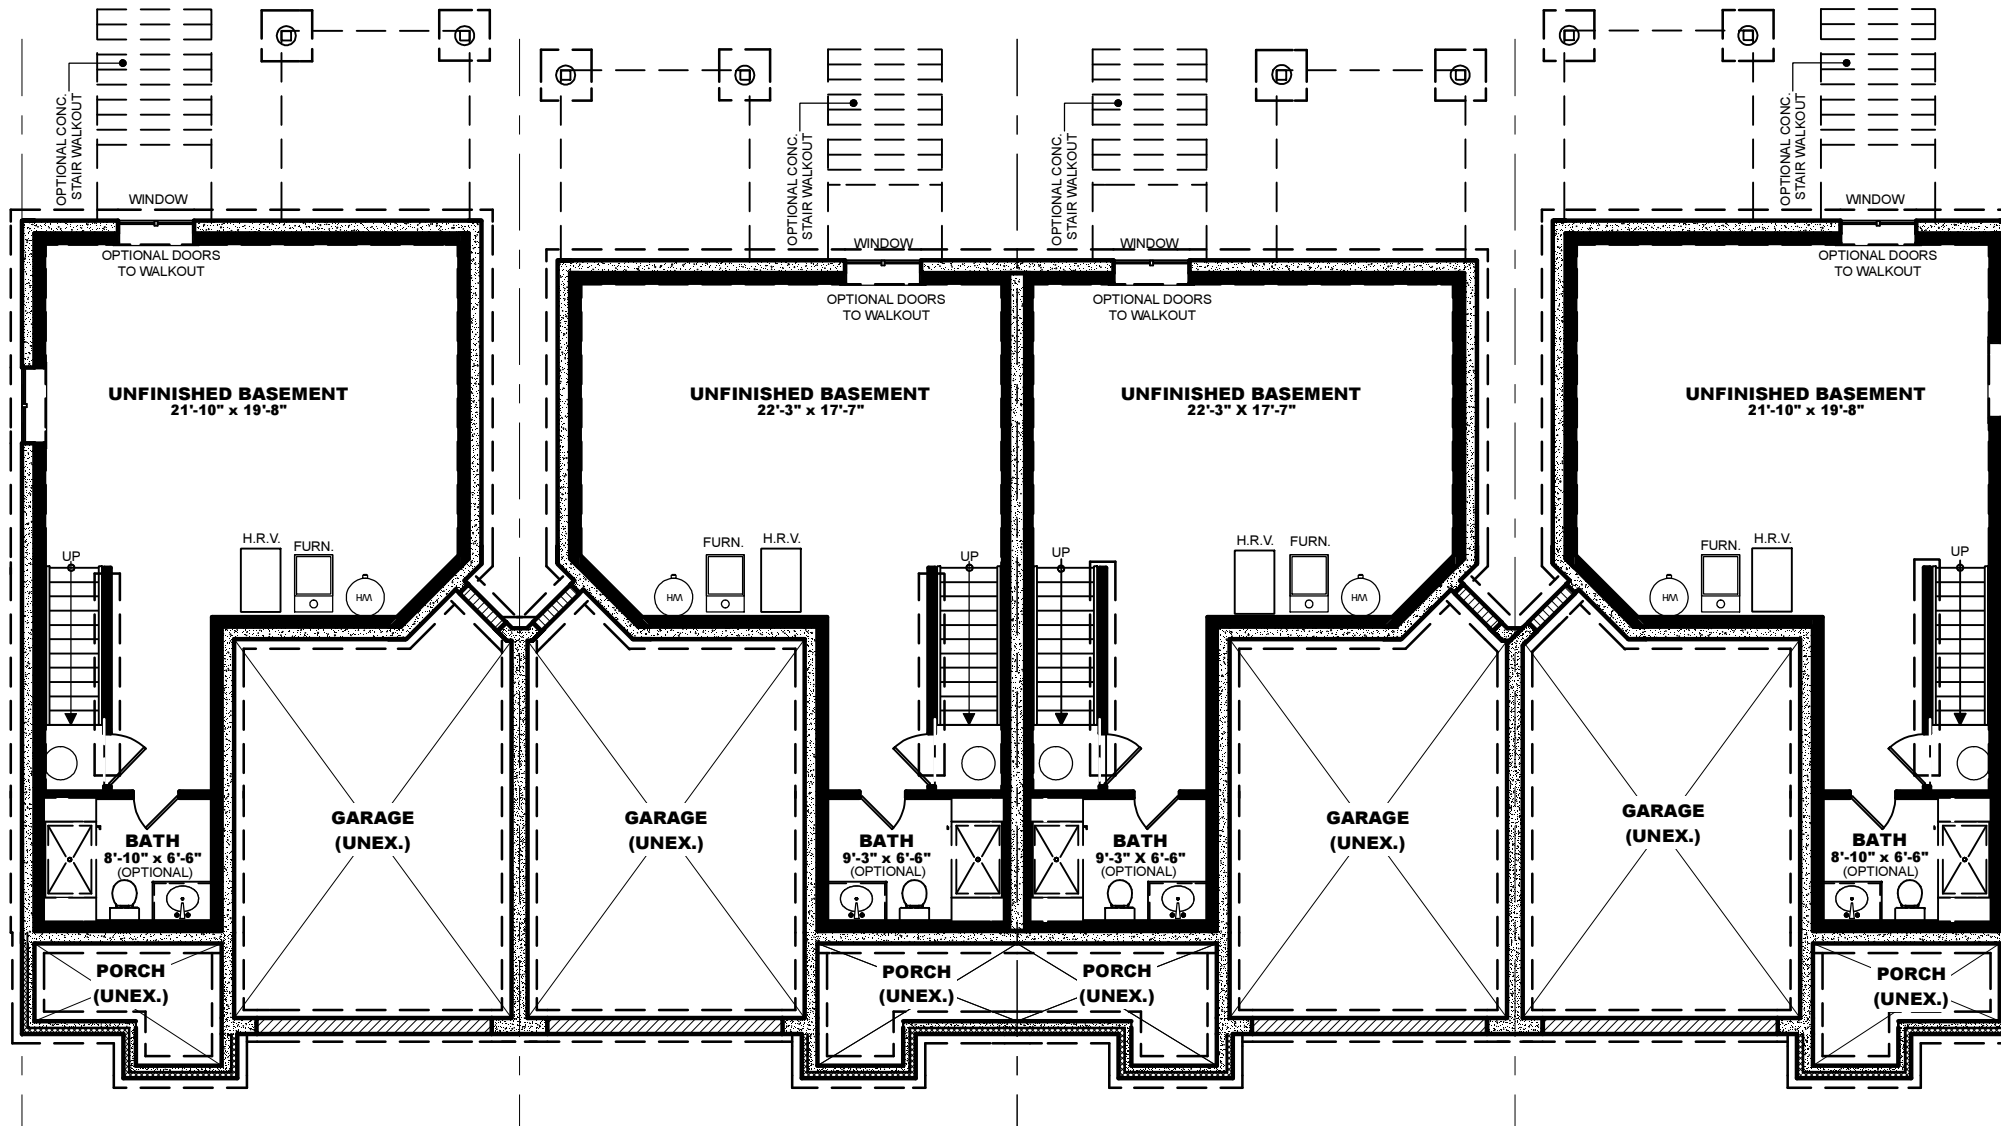 OPTIONAL CONC.
STAIR WALKOUT
OPTIONAL CONC.
STAIR WALKOUT
OPTIONAL CONC.
STAIR WALKOUT
OPTIONAL CONC.
STAIR WALKOUT
WINDOW
OPTIONAL DOORS
TO WALKOUT
WINDOW
OPTIONAL DOORS
TO WALKOUT
WINDOW
OPTIONAL DOORS
TO WALKOUT
WINDOW
OPTIONAL DOORS
TO WALKOUT
UNFINISHED BASEMENT
21'-10" x 19'-8"
UNFINISHED BASEMENT
22'-3" x 17'-7"
UNFINISHED BASEMENT
22'-3" X 17'-7"
UNFINISHED BASEMENT
21'-10" x 19'-8"
UP
H.R.V.
FURN.
HW
HW
FURN.
H.R.V.
UP
UP
H.R.V.
FURN.
HW
HW
FURN.
H.R.V.
UP
BATH
8'-10" x 6'-6"
(OPTIONAL)
GARAGE
(UNEX.)
GARAGE
(UNEX.)
BATH
9'-3" x 6'-6"
(OPTIONAL)
BATH
9'-3" X 6'-6"
(OPTIONAL)
GARAGE
(UNEX.)
GARAGE
(UNEX.)
BATH
8'-10" x 6'-6"
(OPTIONAL)
PORCH
(UNEX.)
PORCH
(UNEX.)
PORCH
(UNEX.)
PORCH
(UNEX.)